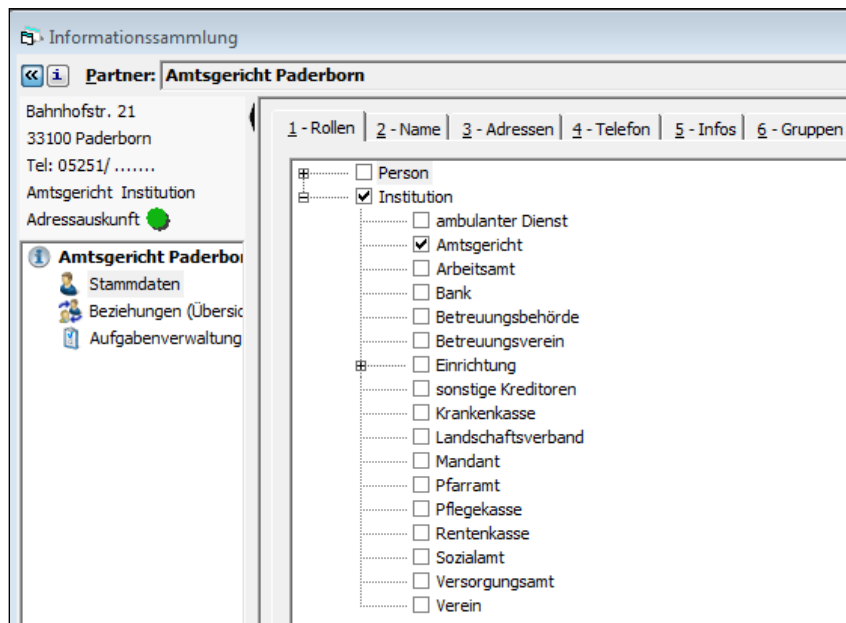 Informationssammlung
Partner: Amtsgericht Paderborn
Bahnhofstr. 21
33100 Paderborn
Tel: 05251/ .......
Amtsgericht Institution
Adressauskunft
Amtsgericht Paderbor
Stammdaten
Beziehungen (Übersic
Aufgabenverwaltung
1 - Rollen 2 - Name 3 - Adressen 4 - Telefon 5 - Infos 6 - Gruppen
Person
Institution
ambulanter Dienst
Amtsgericht
Arbeitsamt
Bank
Betreuungsbehörde
Betreuungsverein
Einrichtung
sonstige Kreditoren
Krankenkasse
Landschaftsverband
Mandant
Pfarramt
Pflegekasse
Rentenkasse
Sozialamt
Versorgungsamt
Verein